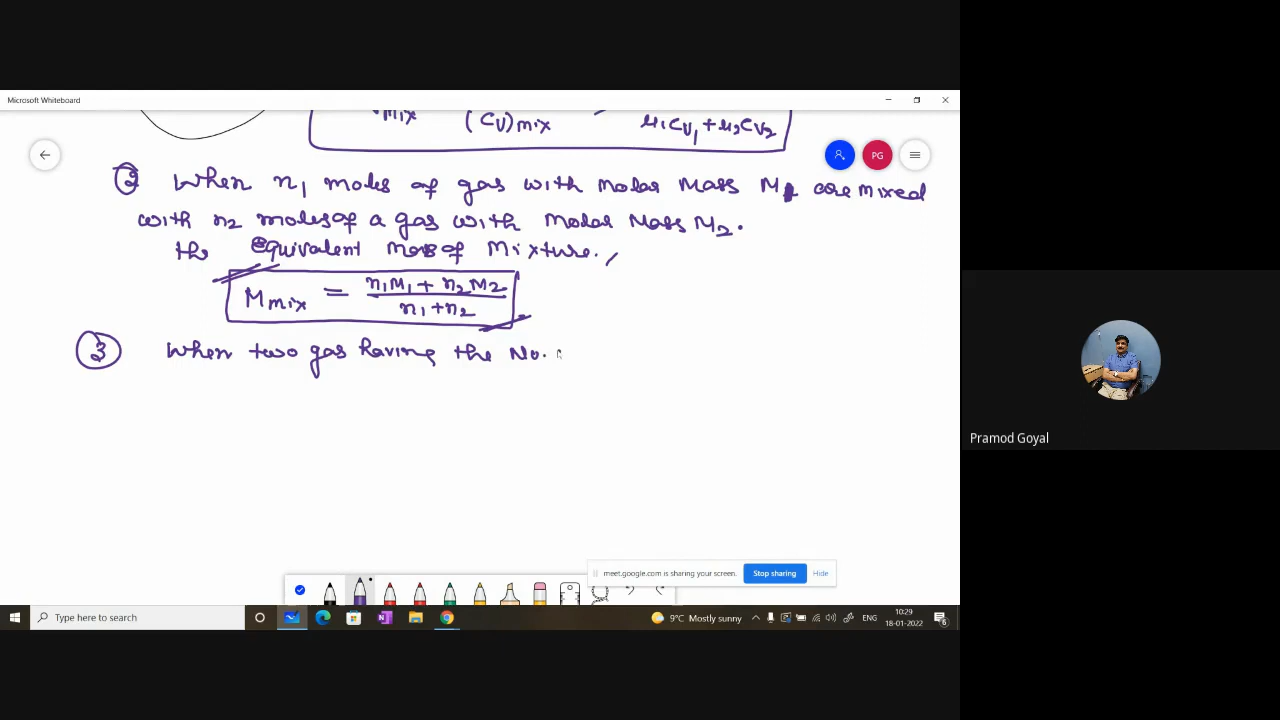 Microsoft Whiteboard
mix (CV)mix μ1CV1 + μ2CV2
PG
② When n1 moles of gas with molar Mass M1 are mixed
with n2 moles of a gas with molar Mass M2.
the equivalent mass of Mixture.
Mmix = n1M1 + n2M2 / n1 + n2
③ When two gas having the No.
Pramod Goyal
meet.google.com is sharing your screen. Stop sharing Hide
Type here to search
9°C Mostly sunny
ENG
10:29
18-01-2022
6